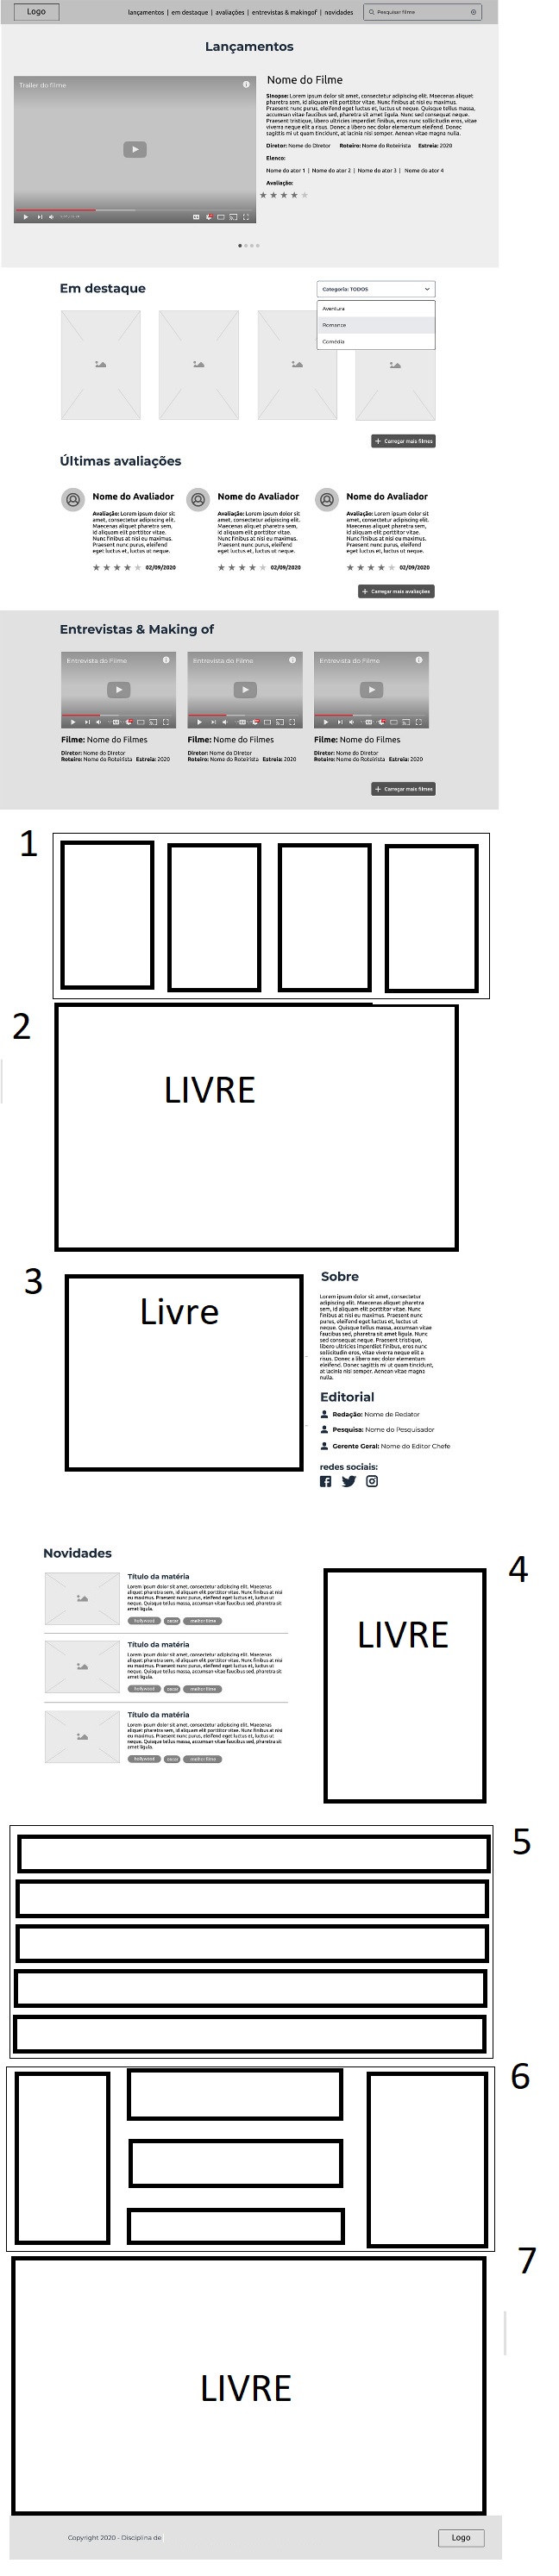 Logo
lançamentos | em destaque | avaliações | entrevistas & makingof | novidades
Pesquisar filme
Lançamentos
Trailer do filme
Nome do Filme
Sinopse: Lorem ipsum dolor sit amet, consectetur adipiscing elit. Maecenas aliquet
pharetra sem, id aliquam elit porttitor vitae. Nunc finibus at nisi eu maximus.
Praesent nunc purus, eleifend eget luctus et, luctus ut neque. Quisque tellus massa,
accumsan vitae faucibus sed, pharetra sit amet ligula. Nunc sed consequat neque.
Praesent tristique, libero ultricies imperdiet finibus, eros nunc sollicitudin eros, vitae
viverra neque elit a risus. Donec a libero nec dolor elementum eleifend. Donec
sagittis mi ut quam tincidunt, at lacinia nisl semper. Aenean vitae magna nulla.
Diretor: Nome do Diretor Roteiro: Nome do Roteirista Estreia: 2020
Elenco:
Nome do ator 1 | Nome do ator 2 | Nome do ator 3 | Nome do ator 4
Avaliação:
Em destaque
Categoria: TODOS
Aventura
Romance
Comédia
+ Carregar mais filmes
Últimas avaliações
Nome do Avaliador
Avaliação: Lorem ipsum dolor sit
amet, consectetur adipiscing elit.
Maecenas aliquet pharetra sem,
id aliquam elit porttitor vitae.
Praesent nunc purus, eleifend
eget luctus et, luctus ut neque.
02/09/2020
Nome do Avaliador
Avaliação: Lorem ipsum dolor sit
amet, consectetur adipiscing elit.
Maecenas aliquet pharetra sem,
id aliquam elit porttitor vitae.
Praesent nunc purus, eleifend
eget luctus et, luctus ut neque.
02/09/2020
Nome do Avaliador
Avaliação: Lorem ipsum dolor sit
amet, consectetur adipiscing elit.
Maecenas aliquet pharetra sem,
id aliquam elit porttitor vitae.
Praesent nunc purus, eleifend
eget luctus et, luctus ut neque.
02/09/2020
+ Carregar mais avaliações
Entrevistas & Making of
Entrevista do Filme
Entrevista do Filme
Entrevista do Filme
Filme: Nome do Filmes
Diretor: Nome do Diretor
Roteiro: Nome do Roteirista Estreia: 2020
Filme: Nome do Filmes
Diretor: Nome do Diretor
Roteiro: Nome do Roteirista Estreia: 2020
Filme: Nome do Filmes
Diretor: Nome do Diretor
Roteiro: Nome do Roteirista Estreia: 2020
+ Carregar mais filmes
1
2
LIVRE
3
Livre
Sobre
Lorem ipsum dolor sit amet, consectetur
adipiscing elit. Maecenas aliquet pharetra
sem, id aliquam elit porttitor vitae. Nunc
finibus at nisi eu maximus. Praesent nunc
purus, eleifend eget luctus et, luctus ut
neque. Quisque tellus massa, accumsan vitae
faucibus sed, pharetra sit amet ligula. Nunc
sed consequat neque. Praesent tristique,
libero ultricies imperdiet finibus, eros nunc
sollicitudin eros, vitae viverra neque elit a
risus. Donec a libero nec dolor elementum
eleifend. Donec sagittis mi ut quam tincidunt,
at lacinia nisl semper. Aenean vitae magna
nulla.
Editorial
Redação: Nome de Redator
Pesquisa: Nome do Pesquisador
Gerente Geral: Nome do Editor Chefe
redes sociais:
Novidades
4
LIVRE
Título da matéria
Lorem ipsum dolor sit amet, consectetur adipiscing elit. Maecenas
aliquet pharetra sem, id aliquam elit porttitor vitae. Nunc finibus at nisi
eu maximus. Praesent nunc purus, eleifend eget luctus et, luctus ut
neque. Quisque tellus massa, accumsan vitae faucibus sed, pharetra sit
amet ligula.
hollywood oscar melhor filme
Título da matéria
Lorem ipsum dolor sit amet, consectetur adipiscing elit. Maecenas
aliquet pharetra sem, id aliquam elit porttitor vitae. Nunc finibus at nisi
eu maximus. Praesent nunc purus, eleifend eget luctus et, luctus ut
neque. Quisque tellus massa, accumsan vitae faucibus sed, pharetra sit
amet ligula.
hollywood oscar melhor filme
Título da matéria
Lorem ipsum dolor sit amet, consectetur adipiscing elit. Maecenas
aliquet pharetra sem, id aliquam elit porttitor vitae. Nunc finibus at nisi
eu maximus. Praesent nunc purus, eleifend eget luctus et, luctus ut
neque. Quisque tellus massa, accumsan vitae faucibus sed, pharetra sit
amet ligula.
hollywood oscar melhor filme
5
6
7
LIVRE
Copyright 2020 - Disciplina de
Logo